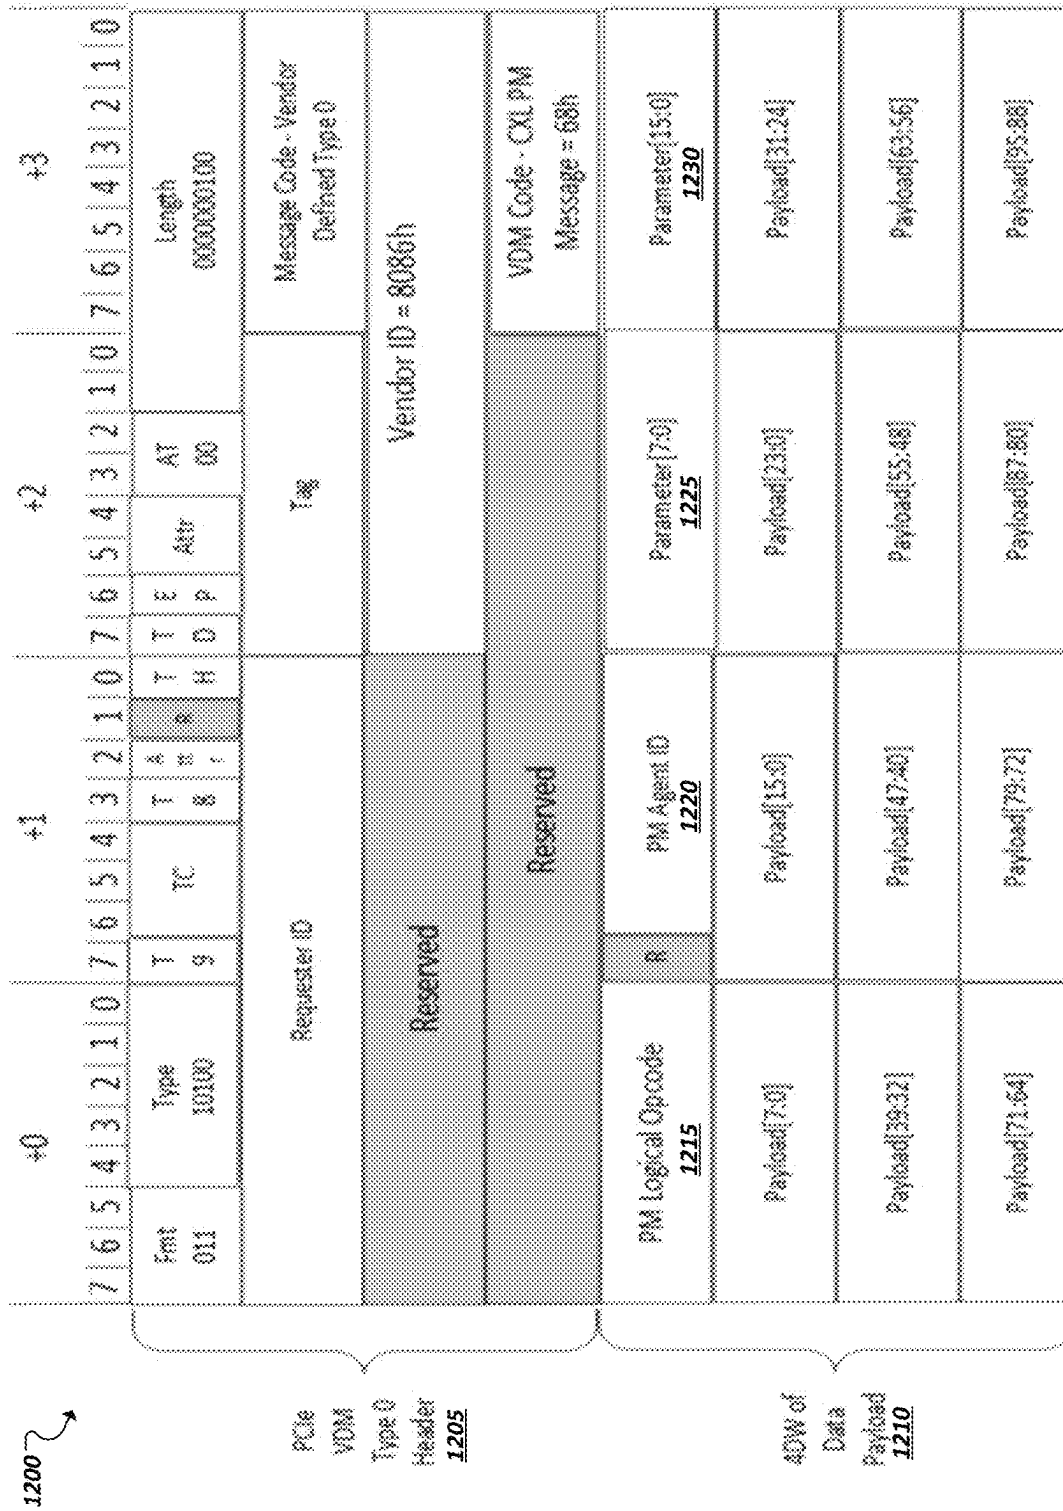 1200
+0 +1 +2 +3
7 6 5 4 3 2 1 0 7 6 5 4 3 2 1 0 7 6 5 4 3 2 1 0 7 6 5 4 3 2 1 0
PCIe
VDM
Type 0
Header
1205
Fmt
011
Type
10100
T
9
TC
T
8
A
tt
r
R
T
H
T
D
E
P
Attr
AT
00
Length
0000000100
Requester ID
Tag
Message Code - Vendor
Defined Type 0
Reserved
Vendor ID = 8086h
Reserved
VDM Code - CXL PM
Message = 68h
4DW of
Data
Payload
1210
PM Logical Opcode
1215
R
PM Agent ID
1220
Parameter[7:0]
1225
Parameter[15:0]
1230
Payload[7:0]
Payload[15:0]
Payload[23:0]
Payload[31:24]
Payload[39:32]
Payload[47:40]
Payload[55:48]
Payload[63:56]
Payload[71:64]
Payload[79:72]
Payload[87:80]
Payload[95:88]